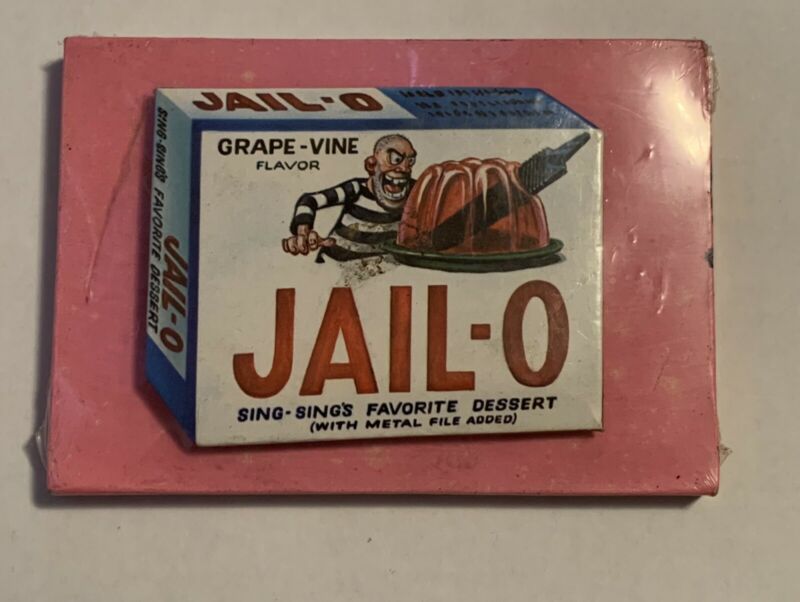 JAIL-O
GRAPE-VINE
FLAVOR
SING-SING'S FAVORITE DESSERT
JAIL-O
JAIL-O
SING-SING'S FAVORITE DESSERT
(WITH METAL FILE ADDED)